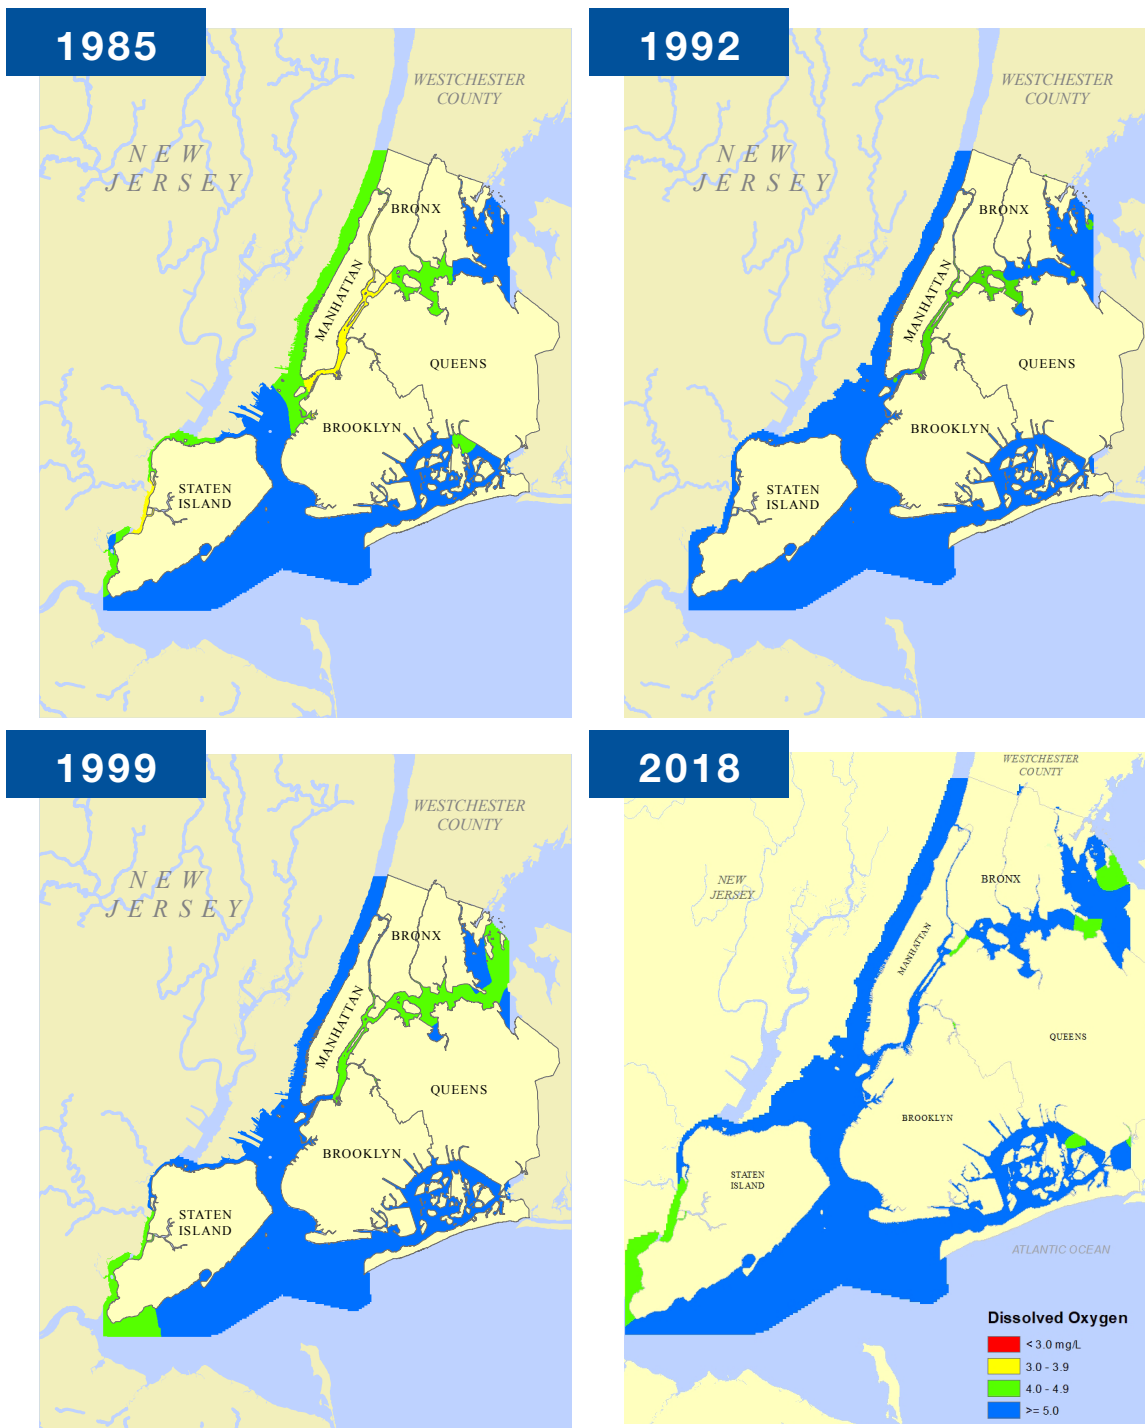 1985
WESTCHESTER
COUNTY
NEW
JERSEY
BRONX
MANHATTAN
QUEENS
BROOKLYN
STATEN
ISLAND
1992
WESTCHESTER
COUNTY
NEW
JERSEY
BRONX
MANHATTAN
QUEENS
BROOKLYN
STATEN
ISLAND
1999
WESTCHESTER
COUNTY
NEW
JERSEY
BRONX
MANHATTAN
QUEENS
BROOKLYN
STATEN
ISLAND
2018
WESTCHESTER
COUNTY
NEW
JERSEY
BRONX
MANHATTAN
QUEENS
BROOKLYN
STATEN
ISLAND
ATLANTIC OCEAN
Dissolved Oxygen
< 3.0 mg/L
3.0 - 3.9
4.0 - 4.9
>= 5.0